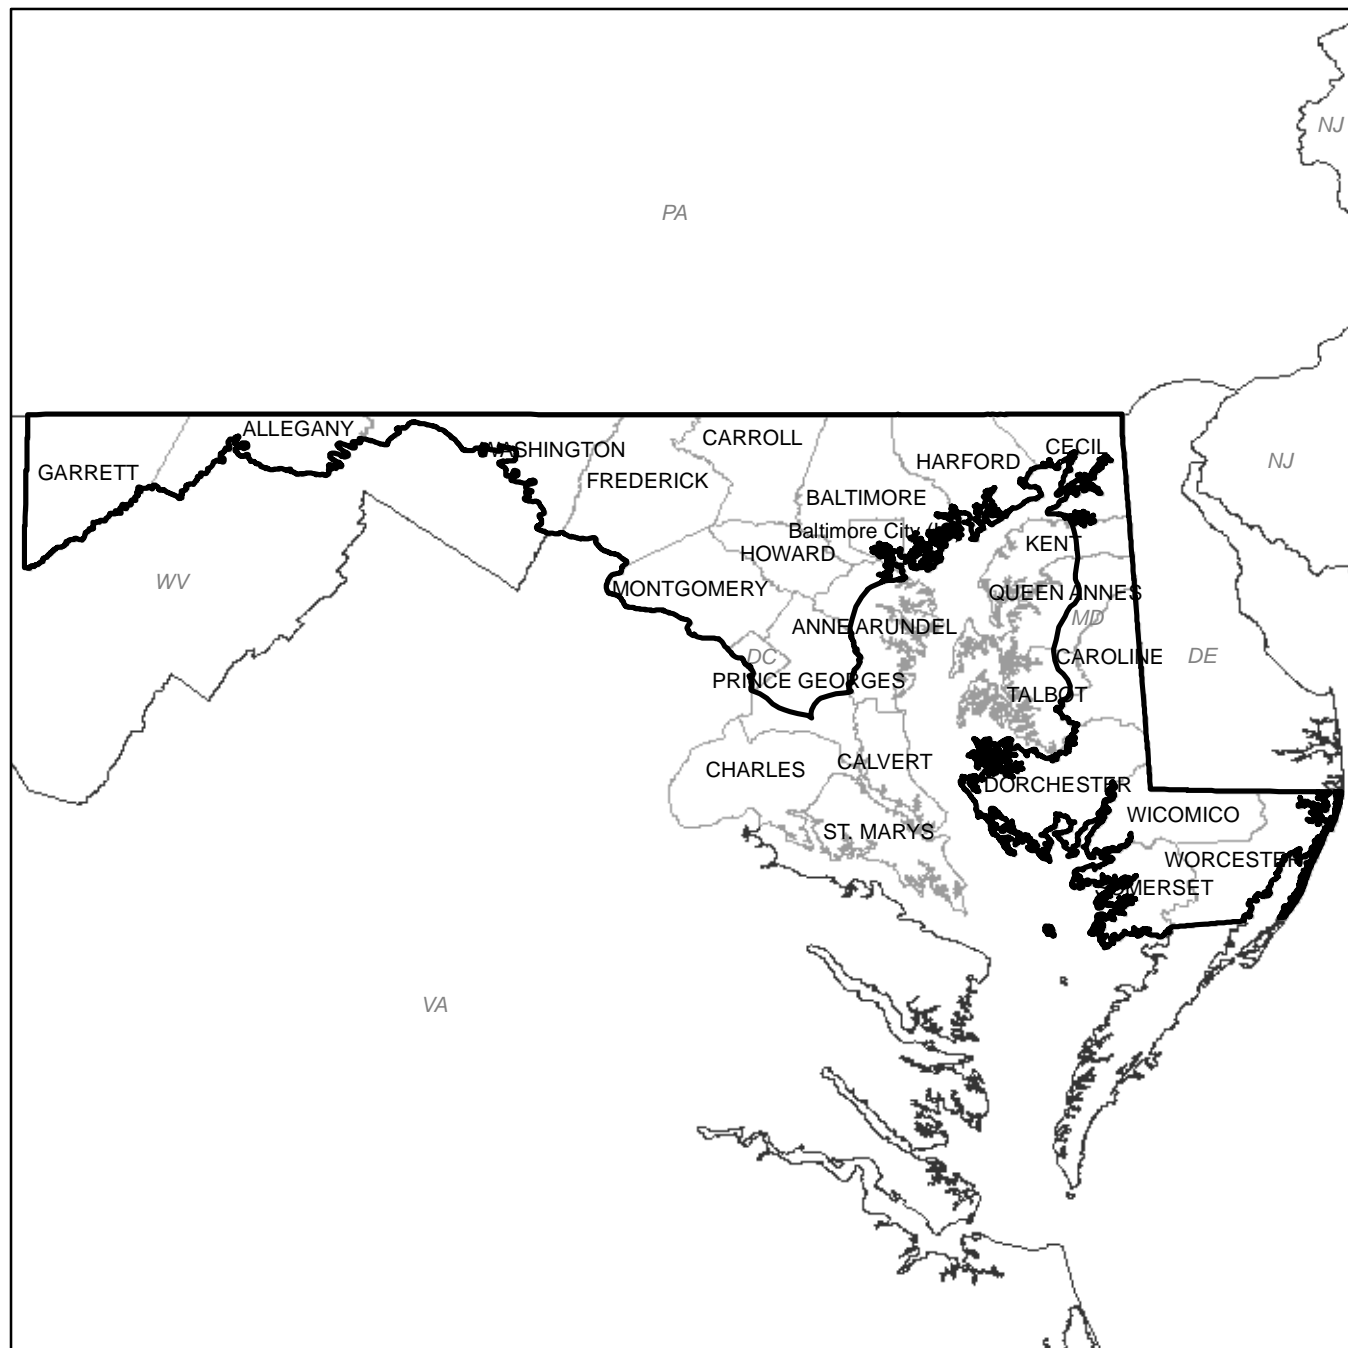 NJ
PA
ALLEGANY
CARROLL
WASHINGTON
CECIL
HARFORD
NJ
GARRETT
FREDERICK
BALTIMORE
Baltimore City
KENT
HOWARD
WV
MONTGOMERY
QUEEN ANNES
MD
ANNE ARUNDEL
DC
CAROLINE
DE
PRINCE GEORGES
TALBOT
CALVERT
CHARLES
DORCHESTER
WICOMICO
ST. MARYS
WORCESTER
SOMERSET
VA